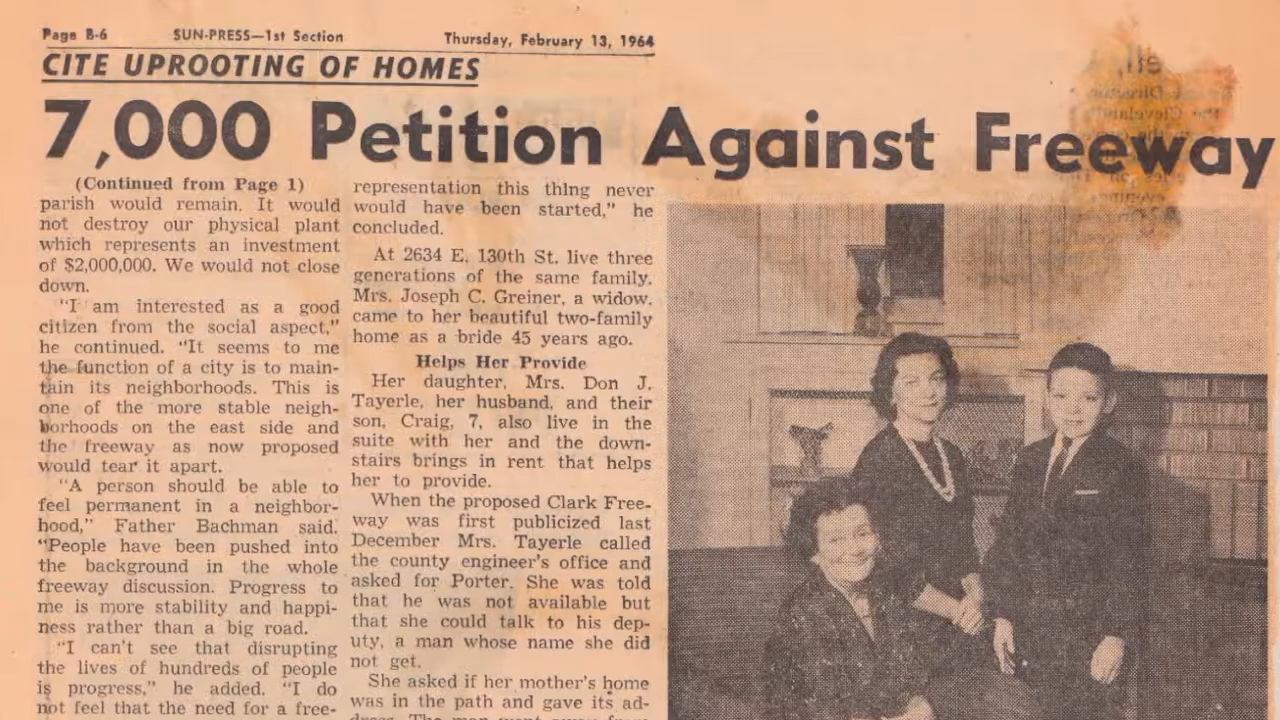 Page B-6 SUN-PRESS—1st Section Thursday, February 13, 1964
CITE UPROOTING OF HOMES
7,000 Petition Against Freeway
(Continued from Page 1)
parish would remain. It would
not destroy our physical plant
which represents an investment
of $2,000,000. We would not close
down.
"I am interested as a good
citizen from the social aspect,"
he continued. "It seems to me
the function of a city is to main-
tain its neighborhoods. This is
one of the more stable neigh-
borhoods on the east side and
the freeway as now proposed
would tear it apart.
"A person should be able to
feel permanent in a neighbor-
hood," Father Bachman said.
"People have been pushed into
the background in the whole
freeway discussion. Progress to
me is more stability and happi-
ness rather than a big road.
"I can't see that disrupting
the lives of hundreds of people
is progress," he added. "I do
not feel that the need for a free-
representation this thing never
would have been started," he
concluded.
At 2634 E. 130th St. live three
generations of the same family.
Mrs. Joseph C. Greiner, a widow,
came to her beautiful two-family
home as a bride 45 years ago.
Helps Her Provide
Her daughter, Mrs. Don J.
Tayerle, her husband, and their
son, Craig, 7, also live in the
suite with her and the down-
stairs brings in rent that helps
her to provide.
When the proposed Clark Free-
way was first publicized last
December Mrs. Tayerle called
the county engineer's office and
asked for Porter. She was told
that he was not available but
that she could talk to his dep-
uty, a man whose name she did
not get.
She asked if her mother's home
was in the path and gave its ad-
dress. The man went away from